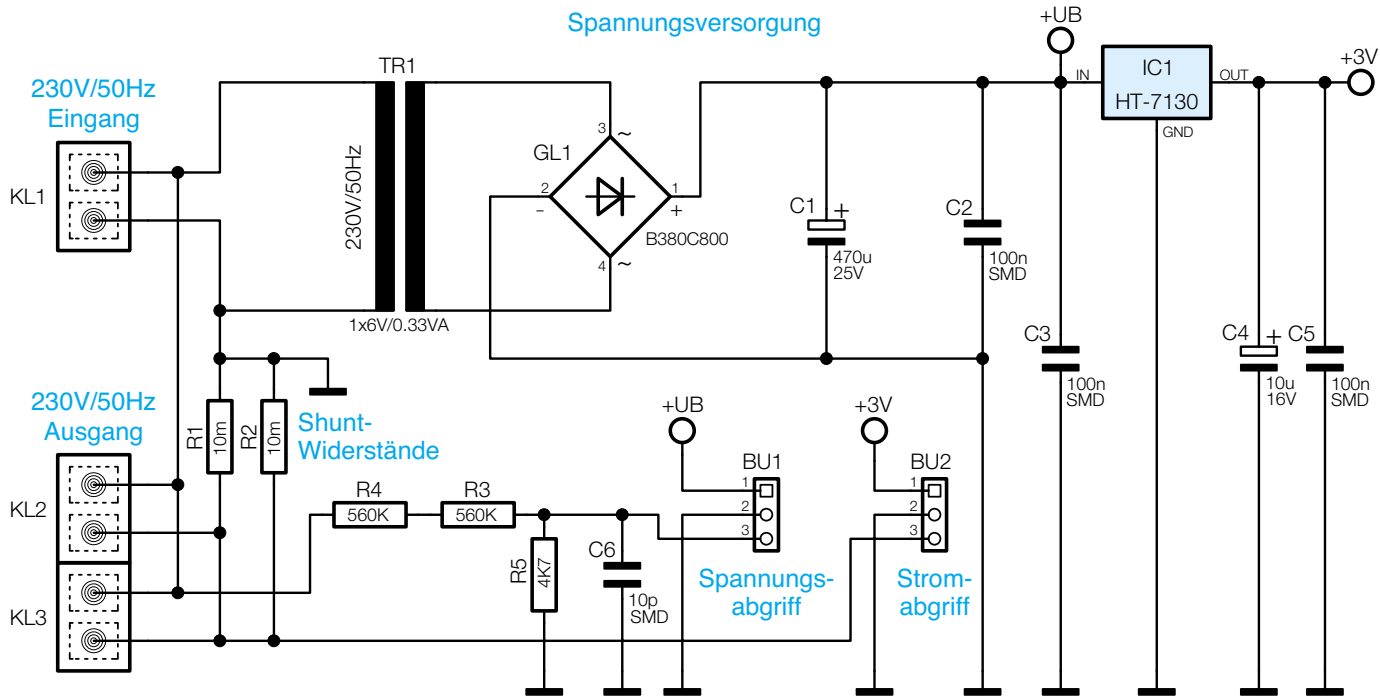 Spannungsversorgung
+UB
+3V
230V/50Hz
Eingang
KL1
TR1
230V/50Hz
1x6V/0.33VA
GL1
3
~
2
–
1
+
4
~
B380C800
C1
+
470u
25V
C2
100n
SMD
IN
IC1
HT-7130
OUT
GND
C3
100n
SMD
C4
+
10u
16V
C5
100n
SMD
230V/50Hz
Ausgang
KL2
KL3
R1
10m
R2
10m
Shunt-
Widerstände
R4
560K
R3
560K
R5
4K7
C6
10p
SMD
+UB
BU1
1
2
3
Spannungs-
abgriff
+3V
BU2
1
2
3
Strom-
abgriff